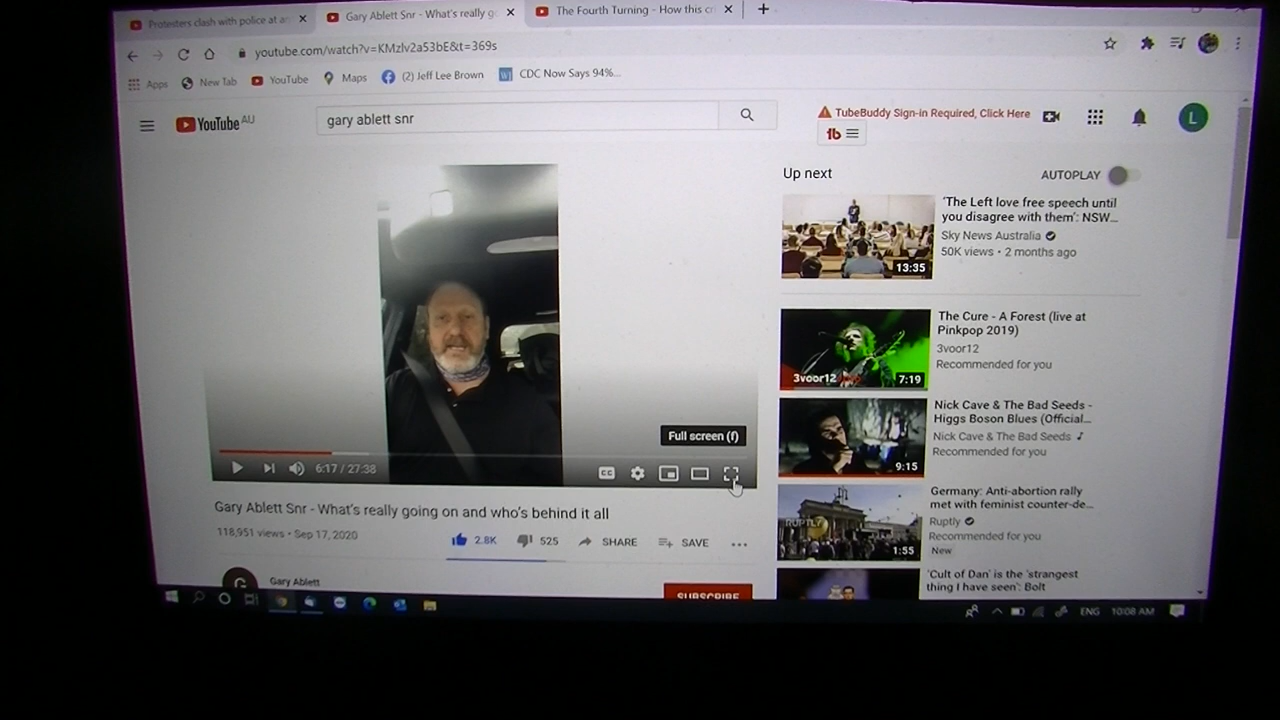 Protesters clash with police at an
Gary Ablett Snr - What's really g
The Fourth Turning - How this cri
youtube.com/watch?v=KMzlv2a53bE&t=369s
Apps
New Tab
YouTube
Maps
(2) Jeff Lee Brown
CDC Now Says 94%...
YouTube AU
gary ablett snr
TubeBuddy Sign-in Required, Click Here
tb
L
Full screen (f)
6:17 / 27:38
CC
Gary Ablett Snr - What's really going on and who's behind it all
118,951 views • Sep 17, 2020
2.8K
525
SHARE
SAVE
G
Gary Ablett
SUBSCRIBE
Up next
AUTOPLAY
'The Left love free speech until
you disagree with them': NSW...
Sky News Australia
50K views • 2 months ago
13:35
The Cure - A Forest (live at
Pinkpop 2019)
3voor12
Recommended for you
3voor12
7:19
Nick Cave & The Bad Seeds -
Higgs Boson Blues (Official...
Nick Cave & The Bad Seeds
Recommended for you
9:15
Germany: Anti-abortion rally
met with feminist counter-de...
Ruptly
Recommended for you
New
RUPTLY
1:55
'Cult of Dan' is the 'strangest
thing I have seen': Bolt
ENG
10:08 AM